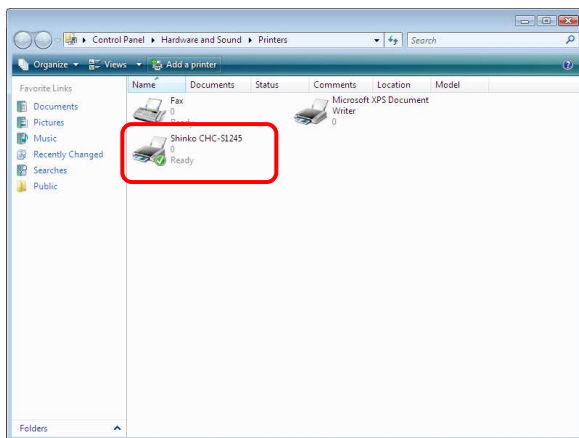 Control Panel ▸ Hardware and Sound ▸ Printers
Search
Organize
Views
Add a printer
Favorite Links
Documents
Pictures
Music
Recently Changed
Searches
Public
Folders
Name Documents Status Comments Location Model
Fax
0
Ready
Microsoft XPS Document
Writer
0
Shinko CHC-S1245
0
Ready